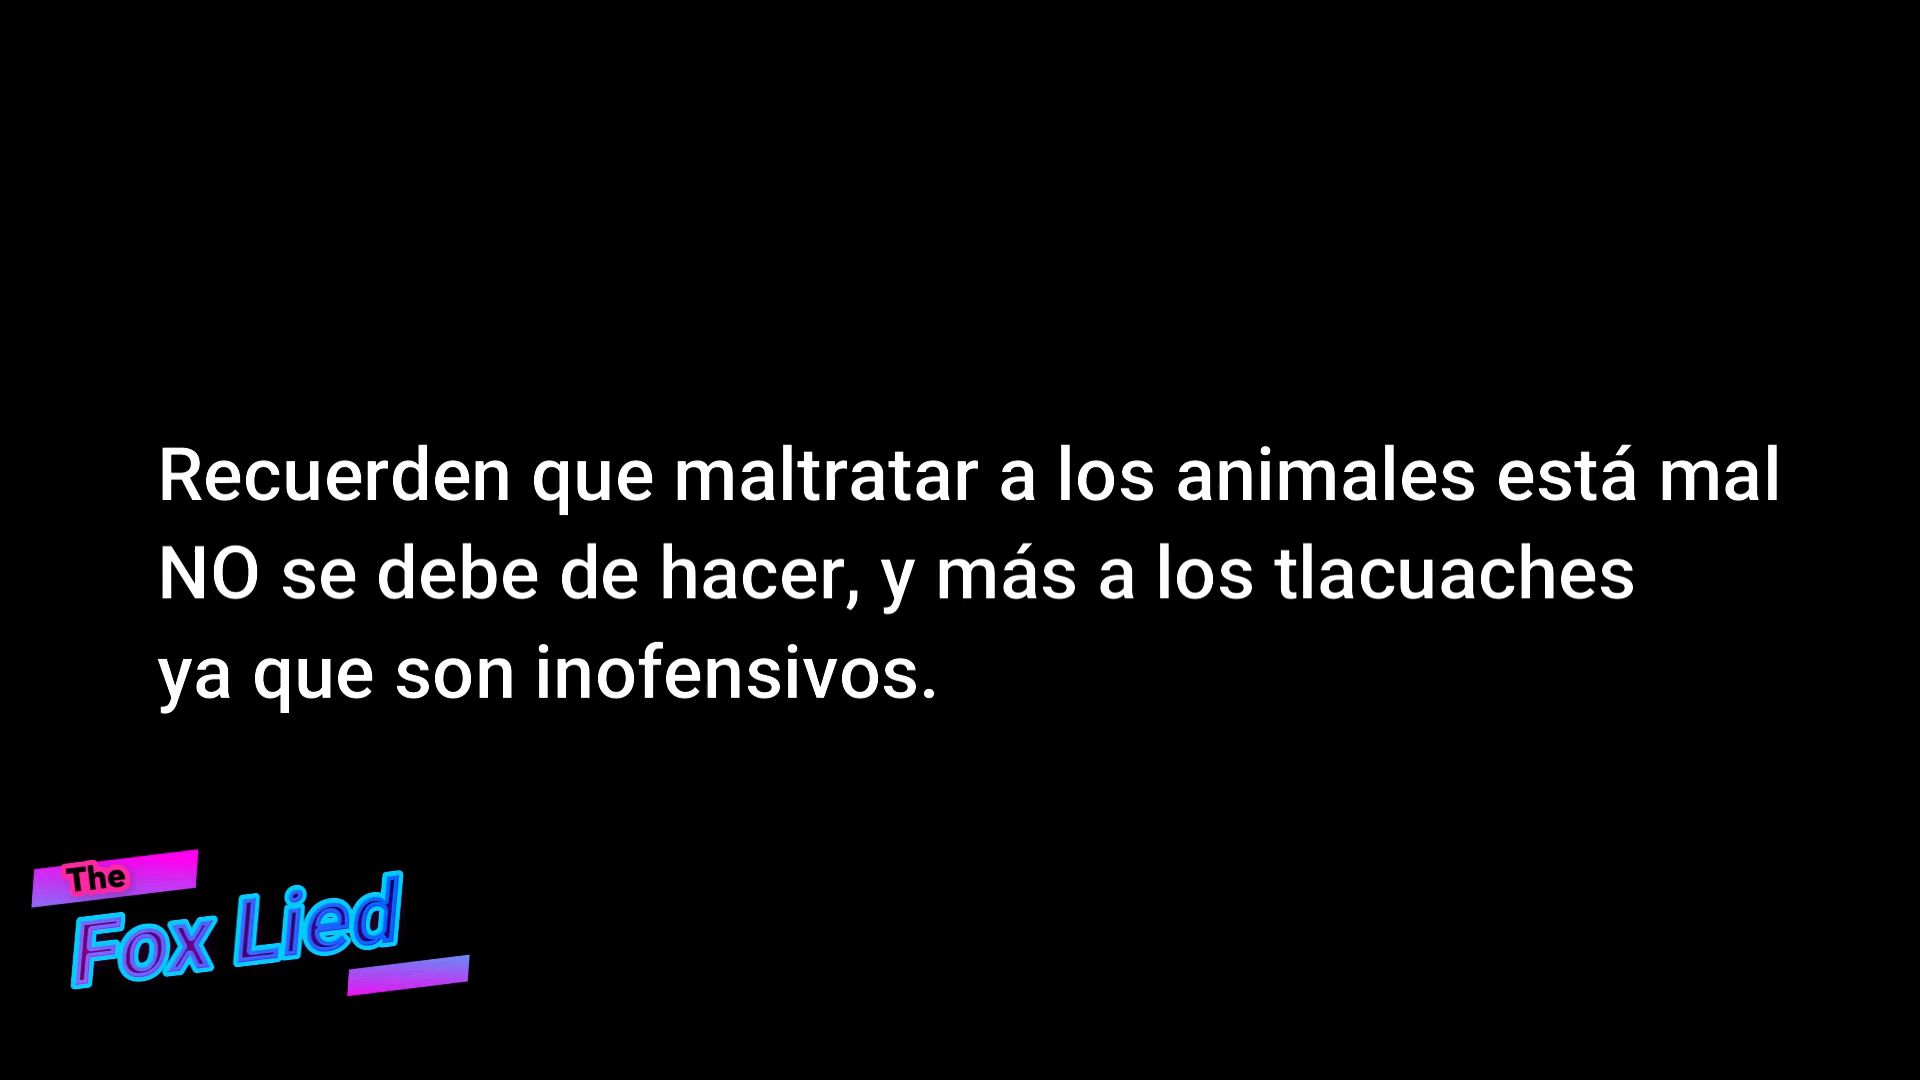 Recuerden que maltratar a los animales está mal
NO se debe de hacer, y más a los tlacuaches
ya que son inofensivos.
The
Fox Lied